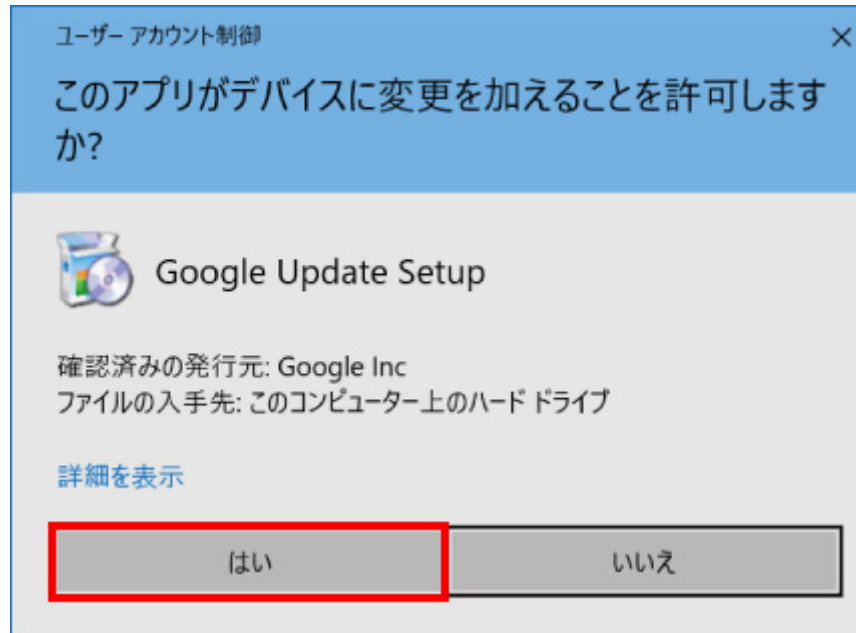 ユーザー アカウント制御
このアプリがデバイスに変更を加えることを許可します
か?
Google Update Setup
確認済みの発行元: Google Inc
ファイルの入手先: このコンピューター上のハード ドライブ
詳細を表示
はい
いいえ